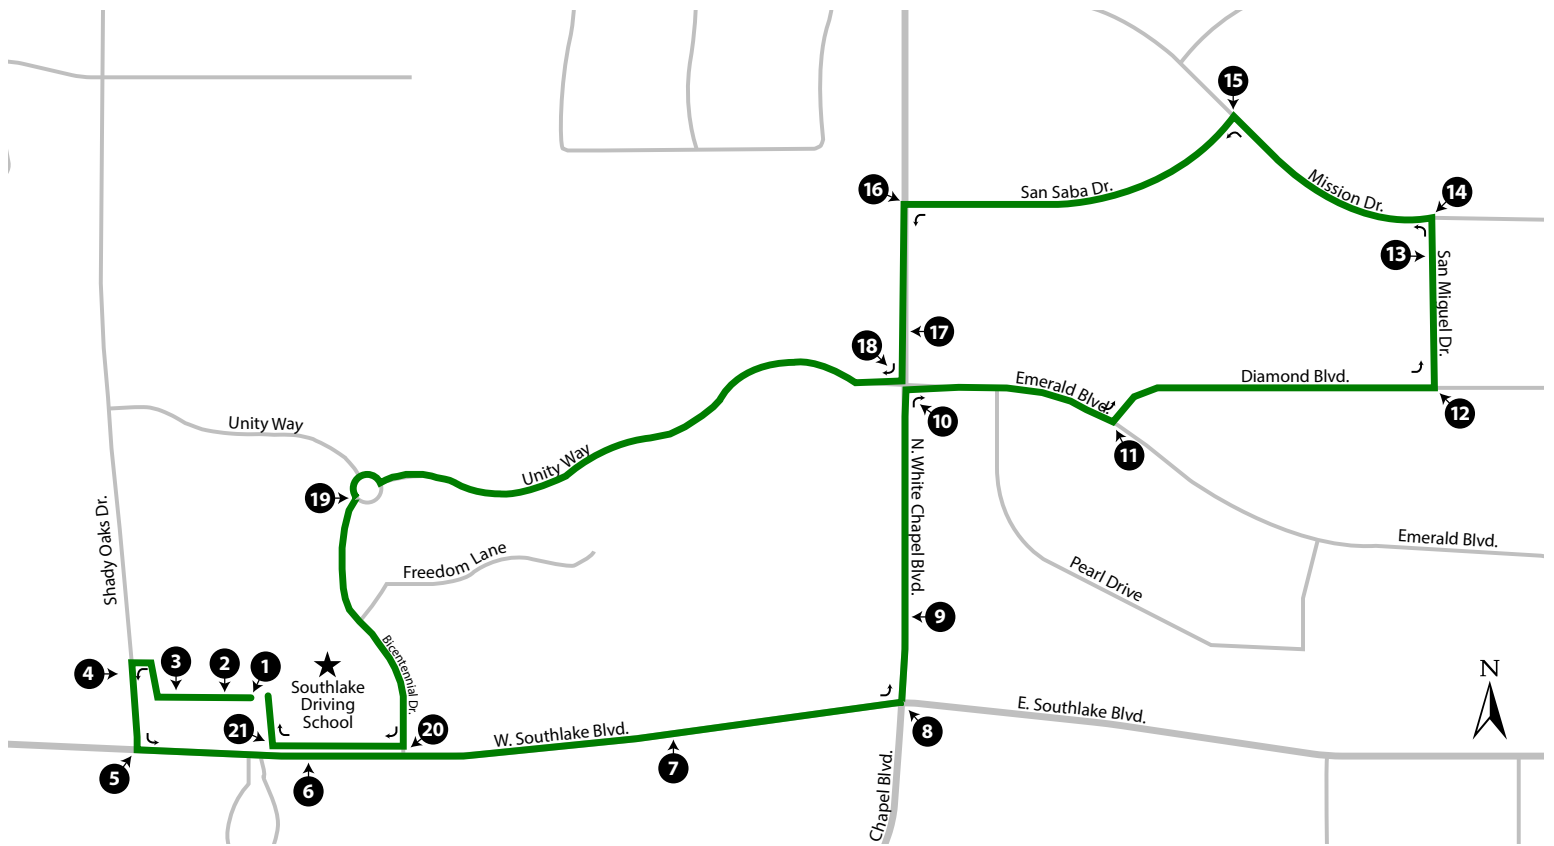 15
14
16
San Saba Dr.
Mission Dr.
13
San Miquel Dr.
17
18
Emerald Blvd.
Diamond Blvd.
10
12
11
Unity Way
Unity Way
N. White Chapel Blvd.
19
Shady Oaks Dr.
Freedom Lane
Emerald Blvd.
Pearl Drive
9
Bicentennial Dr.
4
3
2
1
Southlake
Driving
School
N
21
20
W. Southlake Blvd.
E. Southlake Blvd.
8
5
6
7
Chapel Blvd.